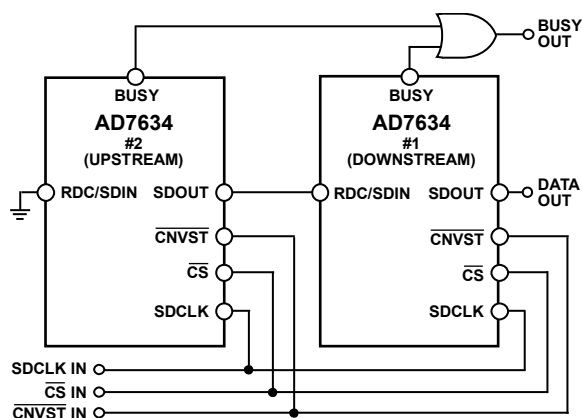 BUSY
OUT
BUSY
BUSY
AD7634
#2
(UPSTREAM)
AD7634
#1
(DOWNSTREAM)
RDC/SDIN
SDOUT
RDC/SDIN
SDOUT
DATA
OUT
CNVST
CNVST
CS
CS
SDCLK
SDCLK
SDCLK IN
CS IN
CNVST IN